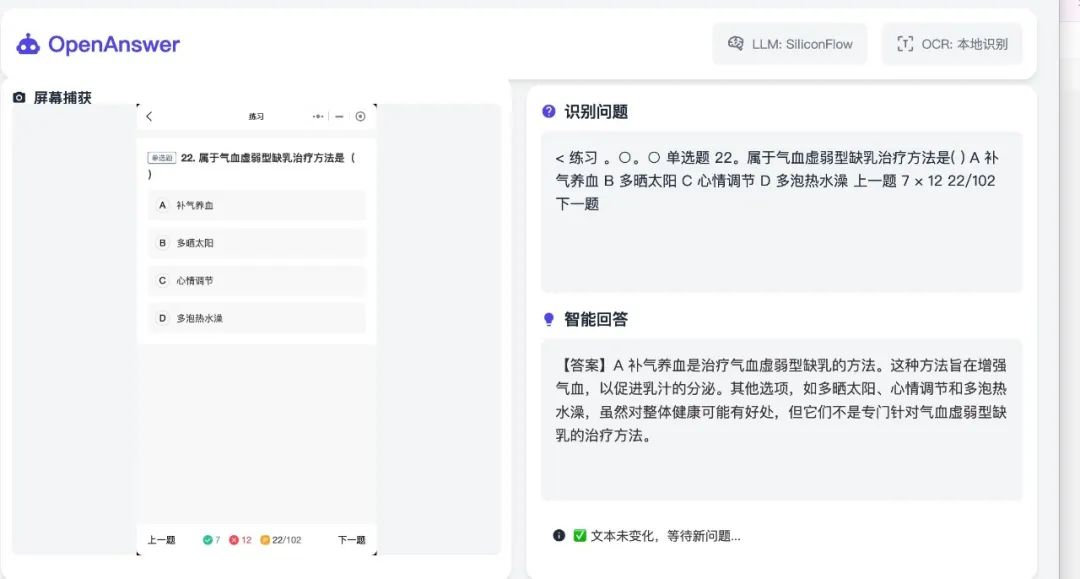 OpenAnswer
LLM: SiliconFlow
OCR: 本地识别
屏幕捕获
练习
单选题 22. 属于气血虚弱型缺乳治疗方法是（
）
A 补气养血
B 多晒太阳
C 心情调节
D 多泡热水澡
上一题 7 12 22/102 下一题
识别问题
< 练习 。〇。〇 单选题 22。属于气血虚弱型缺乳治疗方法是( ) A 补
气养血 B 多晒太阳 C 心情调节 D 多泡热水澡 上一题 7 × 12 22/102
下一题
智能回答
【答案】A 补气养血是治疗气血虚弱型缺乳的方法。这种方法旨在增强
气血，以促进乳汁的分泌。其他选项，如多晒太阳、心情调节和多泡热
水澡，虽然对整体健康可能有好处，但它们不是专门针对气血虚弱型缺
乳的治疗方法。
文本未变化，等待新问题...